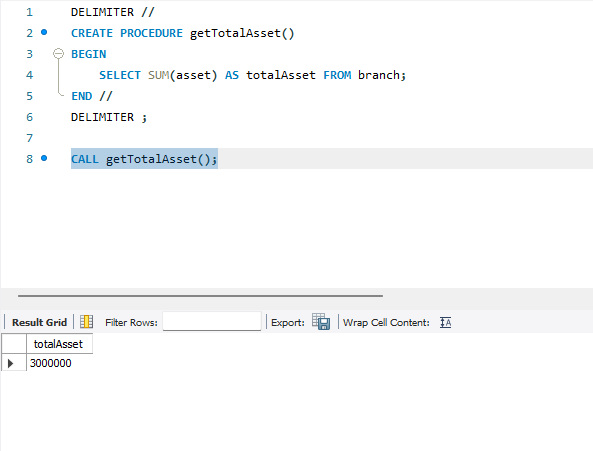 1 DELIMITER //
2 CREATE PROCEDURE getTotalAsset()
3 BEGIN
4 SELECT SUM(asset) AS totalAsset FROM branch;
5 END //
6 DELIMITER ;
7
8 CALL getTotalAsset();
Result Grid Filter Rows: Export: Wrap Cell Content: IA
totalAsset
3000000